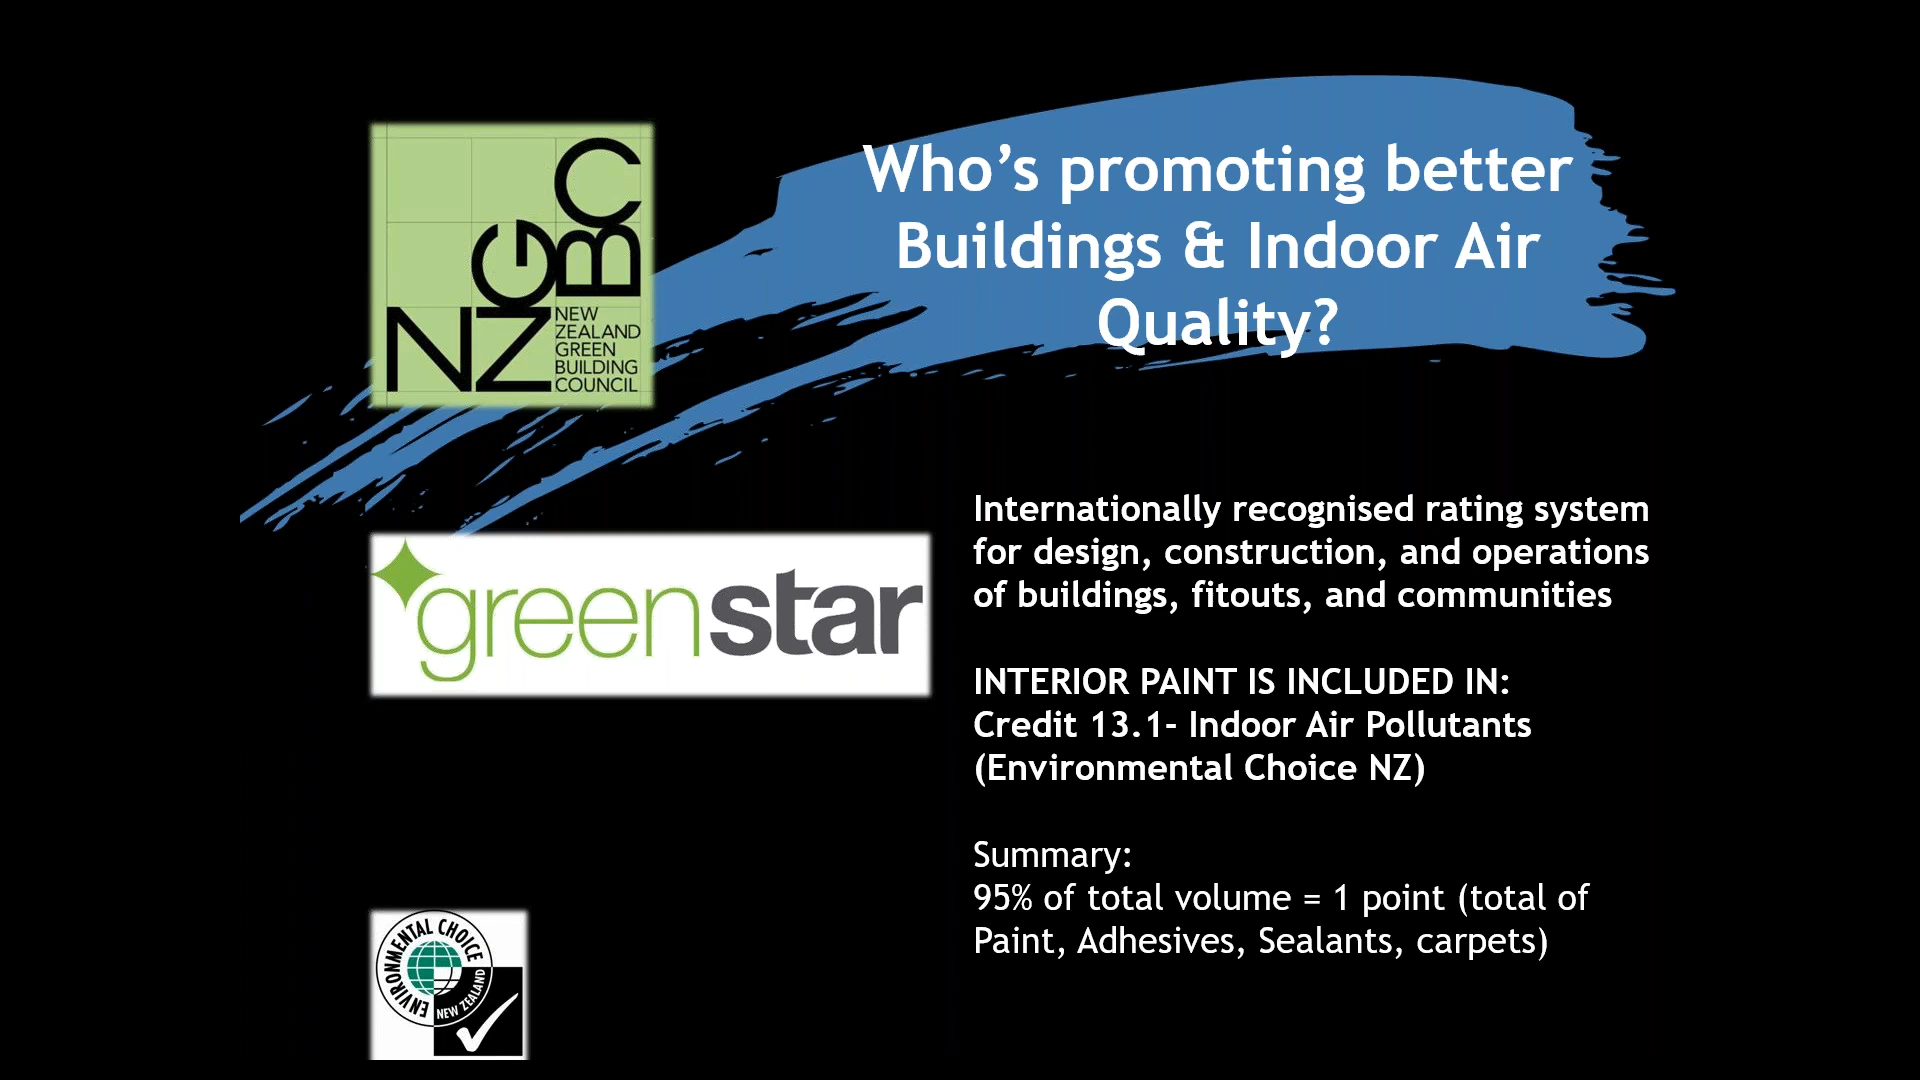 Who’s promoting better
Buildings & Indoor Air
Quality?
NZGBC
NEW
ZEALAND
GREEN
BUILDING
COUNCIL
greenstar
Internationally recognised rating system
for design, construction, and operations
of buildings, fitouts, and communities
INTERIOR PAINT IS INCLUDED IN:
Credit 13.1- Indoor Air Pollutants
(Environmental Choice NZ)
Summary:
95% of total volume = 1 point (total of
Paint, Adhesives, Sealants, carpets)
ENVIRONMENTAL CHOICE
NEW ZEALAND